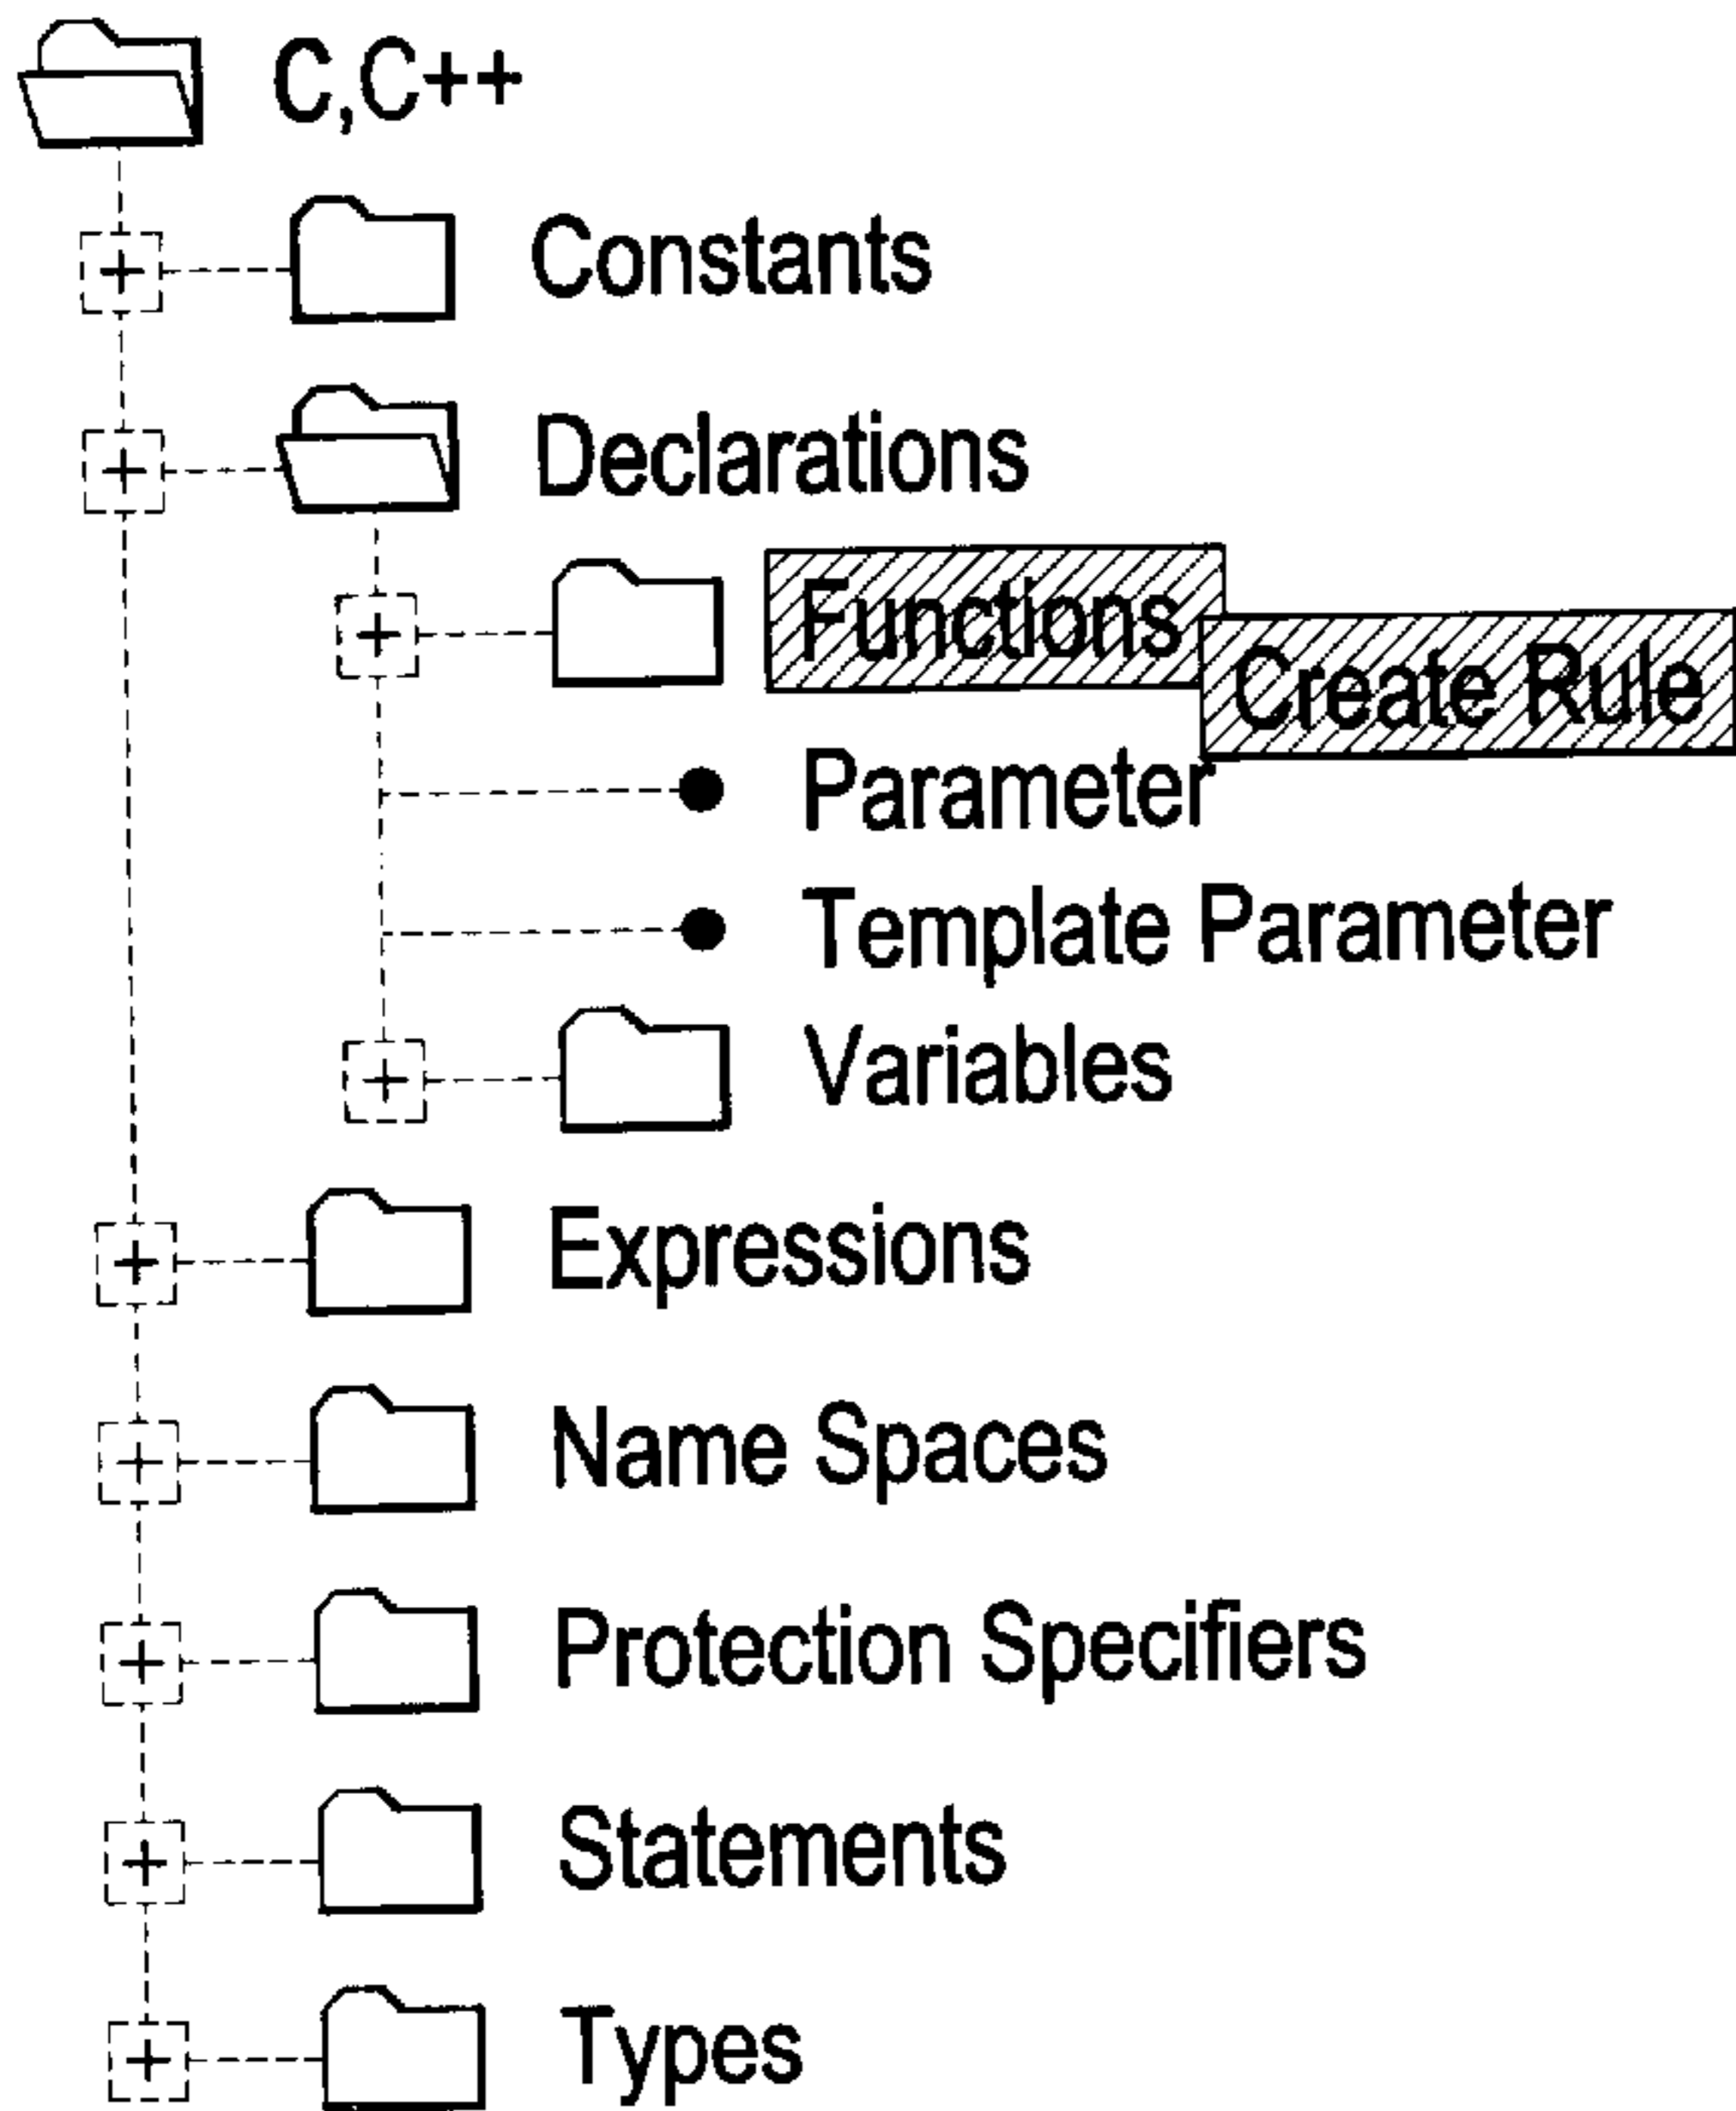 C,C++
Constants
Declarations
Functions
Create Rule
Parameter
Template Parameter
Variables
Expressions
Name Spaces
Protection Specifiers
Statements
Types